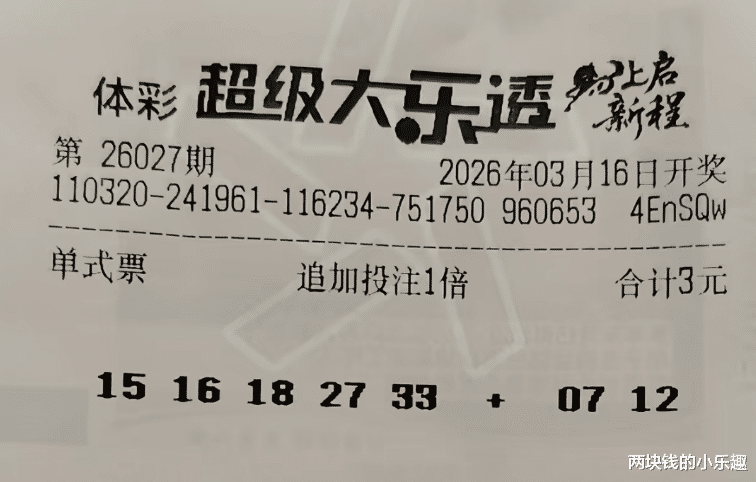 体彩 超级大乐透 马上启
新程
第 26027期 2026年03月16日开奖
110320-241961-116234-751750 960653 4EnSQw
单式票 追加投注1倍 合计3元
15 16 18 27 33 + 07 12
两块钱的小乐趣